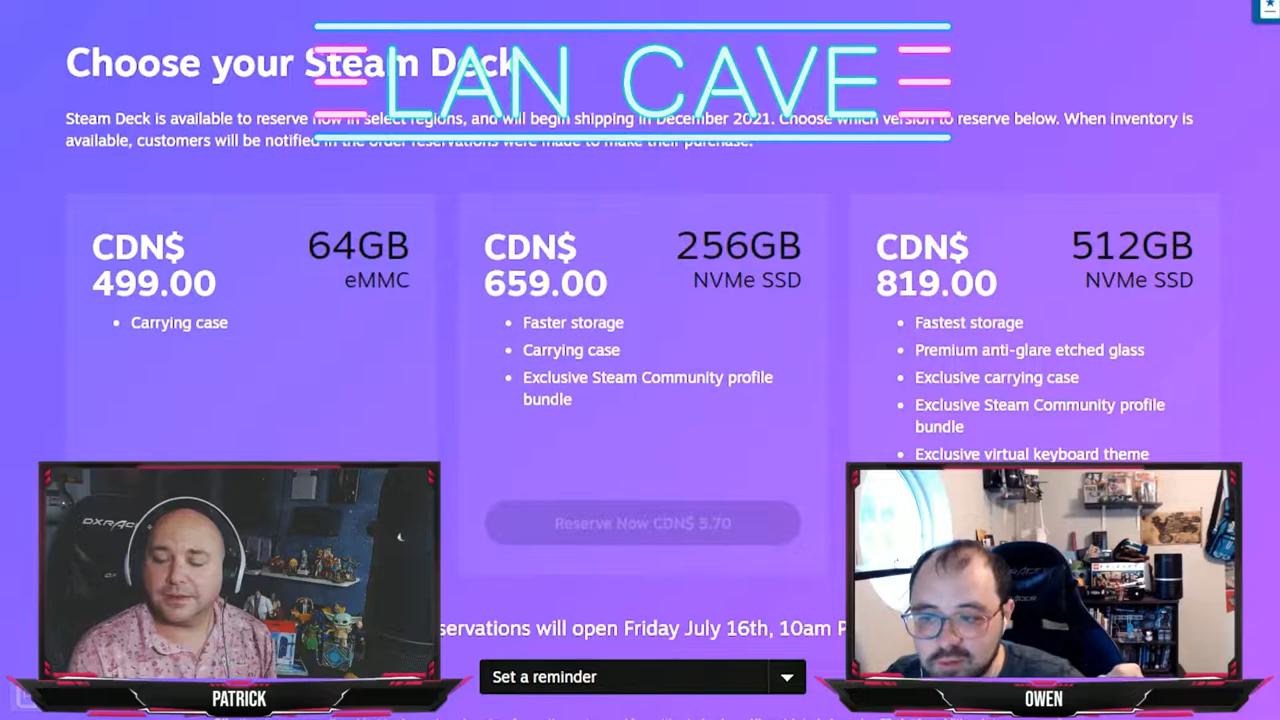 LAN CAVE
Choose your Steam Deck
Steam Deck is available to reserve now in select regions, and will begin shipping in December 2021. Choose which version to reserve below. When inventory is
available, customers will be notified in the order reservations were made to make their purchase.
CDN$
499.00
64GB
eMMC
• Carrying case
CDN$
659.00
256GB
NVMe SSD
• Faster storage
• Carrying case
• Exclusive Steam Community profile
bundle
Reserve Now CDN$ 5.70
CDN$
819.00
512GB
NVMe SSD
• Fastest storage
• Premium anti-glare etched glass
• Exclusive carrying case
• Exclusive Steam Community profile
bundle
• Exclusive virtual keyboard theme
servations will open Friday July 16th, 10am P
Set a reminder
PATRICK
OWEN